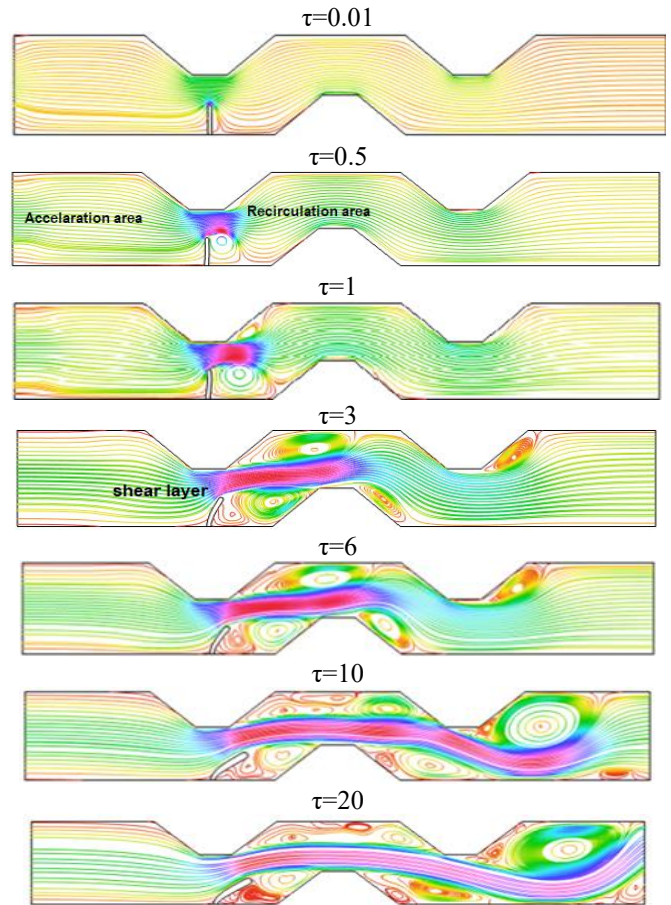 τ=0.01
τ=0.5
Accelaration area
Recirculation area
τ=1
τ=3
shear layer
τ=6
τ=10
τ=20